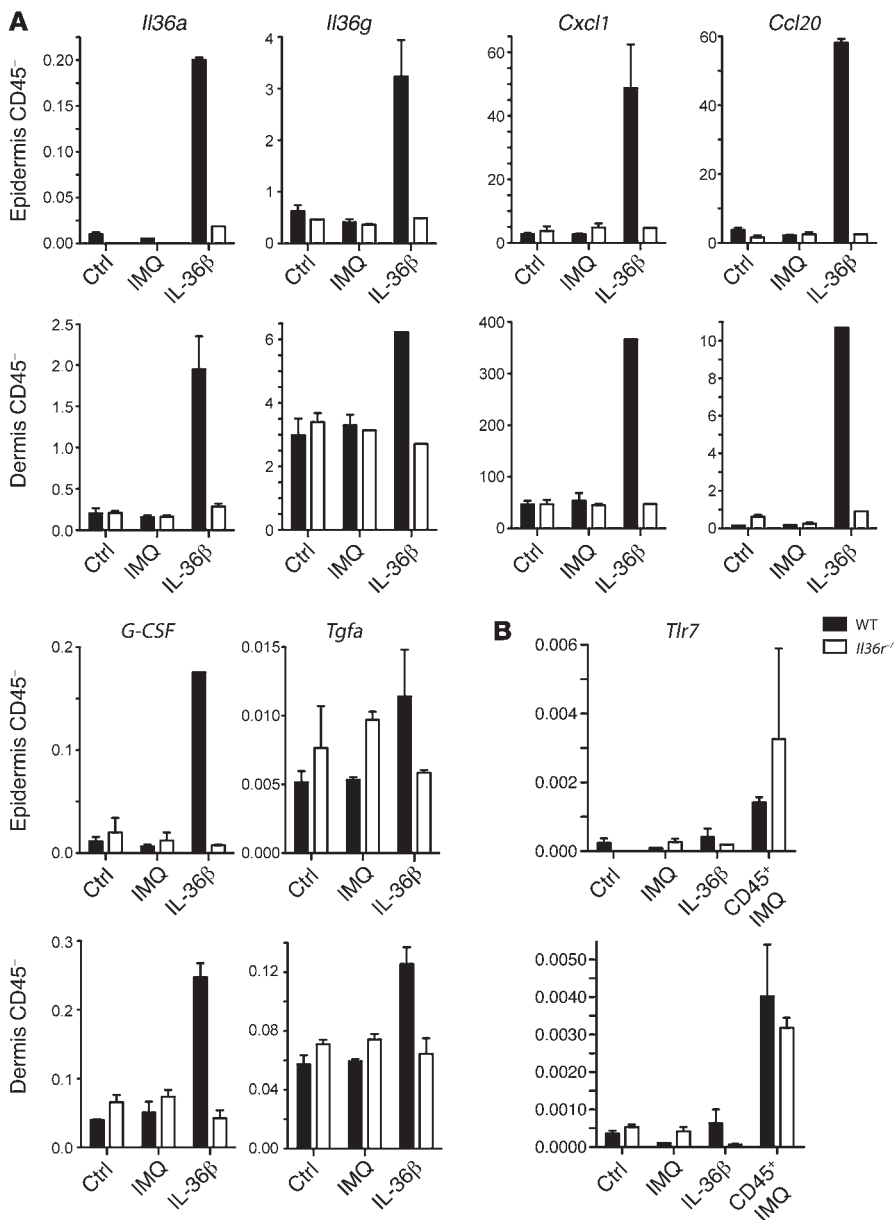 A
Il36a
Il36g
Cxcl1
Ccl20
Epidermis CD45⁻
0.20
0.15
0.10
0.05
0.00
Ctrl
IMQ
IL-36β
4
3
2
1
0
Ctrl
IMQ
IL-36β
60
40
20
0
Ctrl
IMQ
IL-36β
60
40
20
0
Ctrl
IMQ
IL-36β
Dermis CD45⁻
2.5
2.0
1.5
1.0
0.5
0.0
Ctrl
IMQ
IL-36β
6
4
2
0
Ctrl
IMQ
IL-36β
400
300
200
100
0
Ctrl
IMQ
IL-36β
10
8
6
4
2
0
Ctrl
IMQ
IL-36β
G-CSF
Tgfa
B
Tlr7
WT
Il36r⁻/⁻
Epidermis CD45⁻
0.2
0.1
0.0
Ctrl
IMQ
IL-36β
0.015
0.010
0.005
0.000
Ctrl
IMQ
IL-36β
0.006
0.004
0.002
0.000
Ctrl
IMQ
IL-36β
CD45⁺
IMQ
Dermis CD45⁻
0.3
0.2
0.1
0.0
Ctrl
IMQ
IL-36β
0.12
0.08
0.04
0.00
Ctrl
IMQ
IL-36β
0.0050
0.0040
0.0030
0.0020
0.0010
0.0000
Ctrl
IMQ
IL-36β
CD45⁺
IMQ